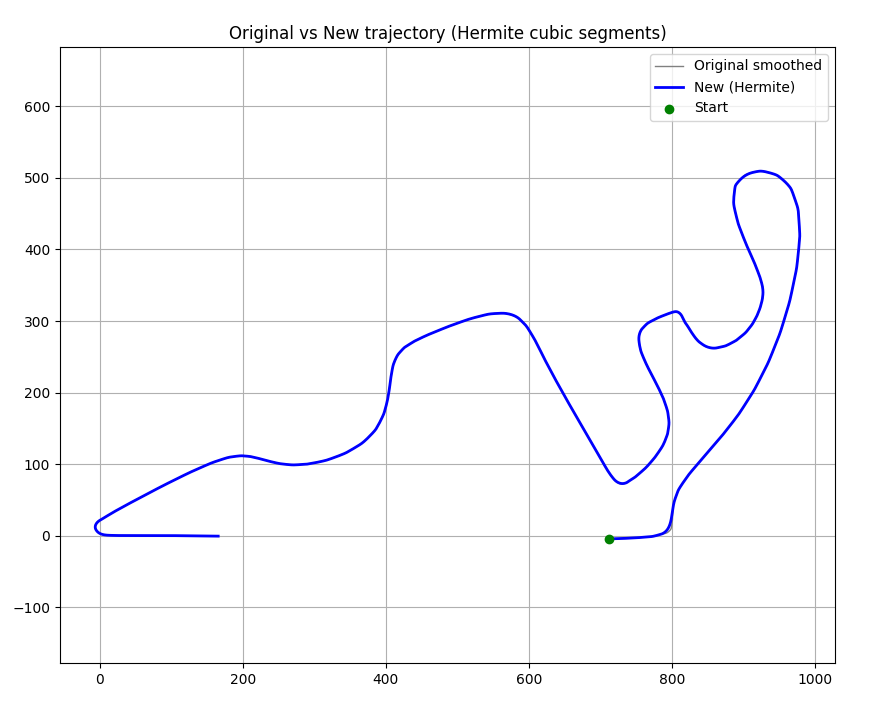 Original vs New trajectory (Hermite cubic segments)
Original smoothed
New (Hermite)
Start
600
500
400
300
200
100
0
−100
0 200 400 600 800 1000